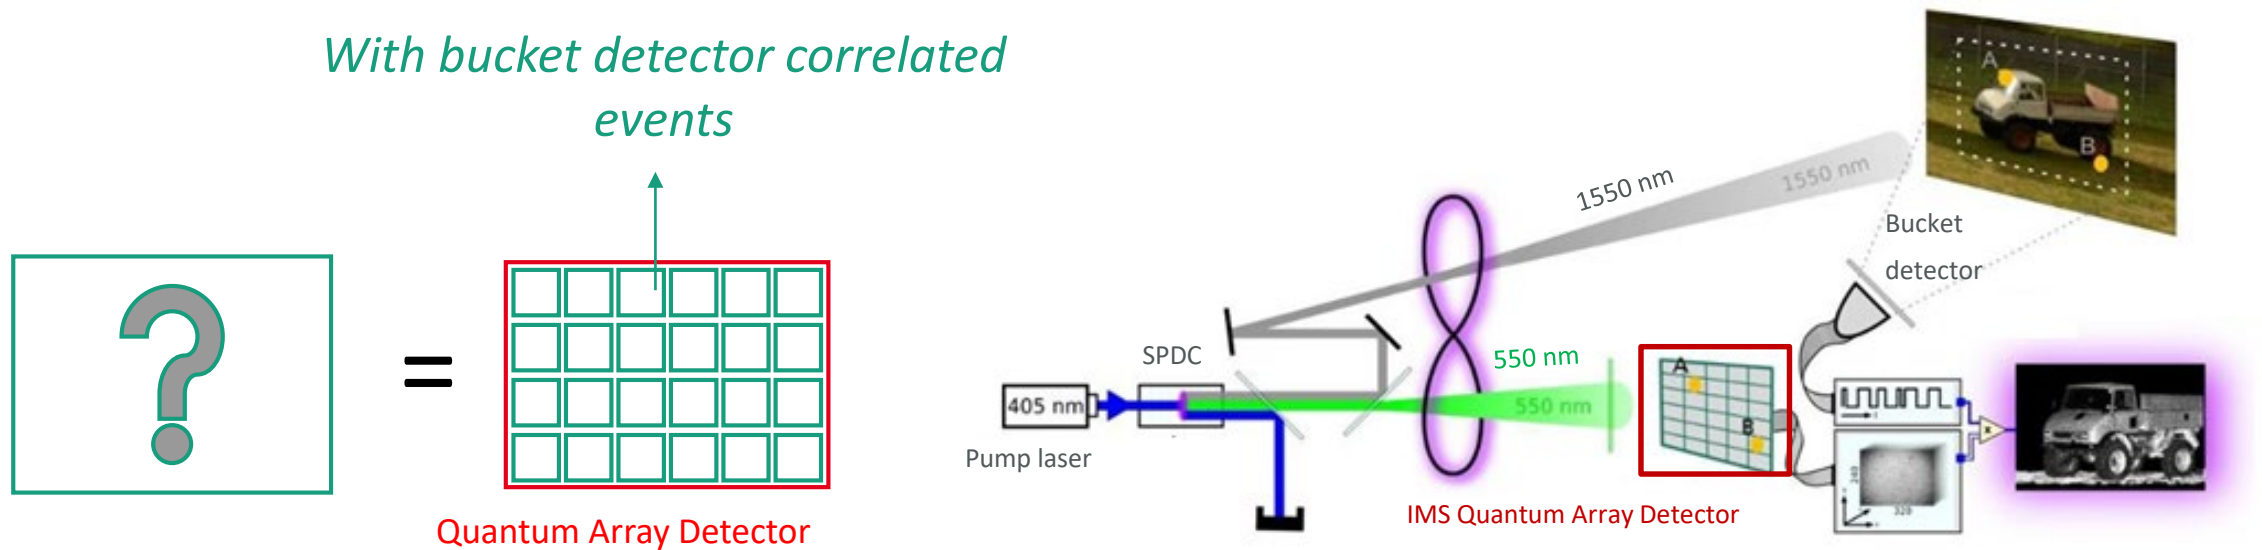 With bucket detector correlated
events
=
Quantum Array Detector
A
B
1550 nm
1550 nm
Bucket
detector
SPDC
550 nm
550 nm
405 nm
Pump laser
A
B
x
240
320
IMS Quantum Array Detector